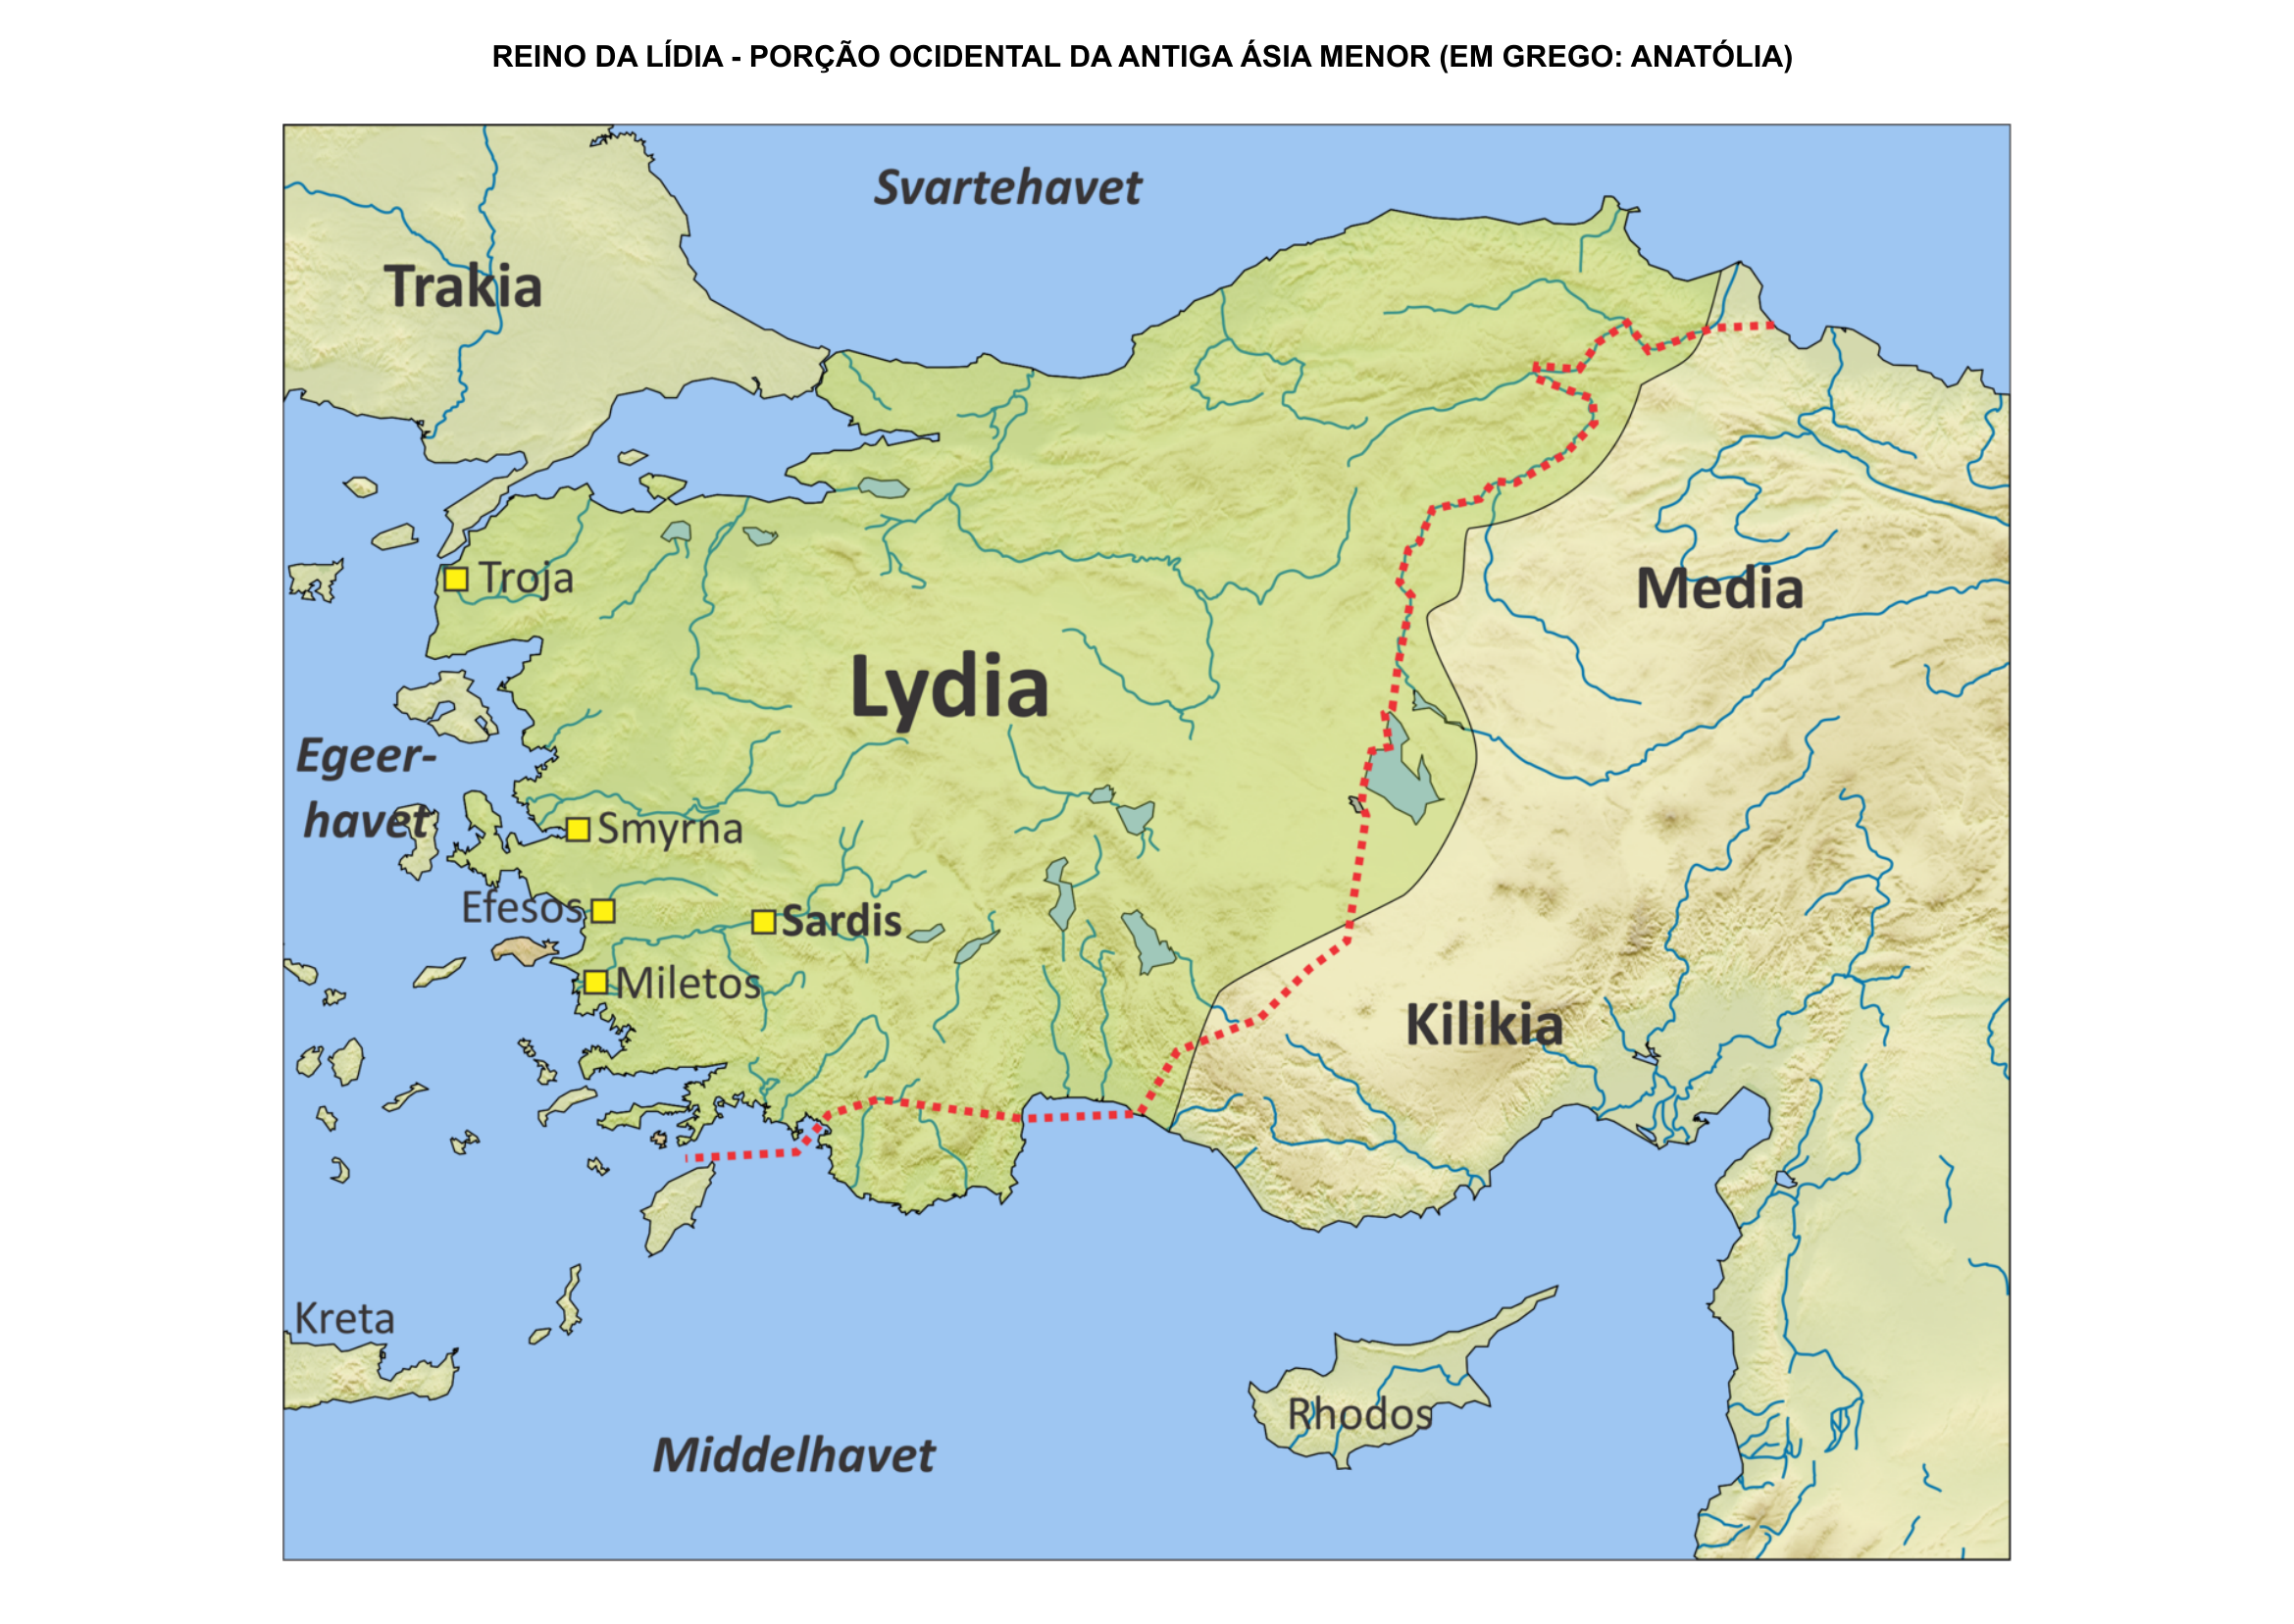 REINO DA LÍDIA - PORÇÃO OCIDENTAL DA ANTIGA ÁSIA MENOR (EM GREGO: ANATÓLIA)
Svartehavet
Trakia
Troja
Media
Lydia
Egeer-
havet
Smyrna
Efesos
Sardis
Miletos
Kilikia
Kreta
Rhodos
Middelhavet